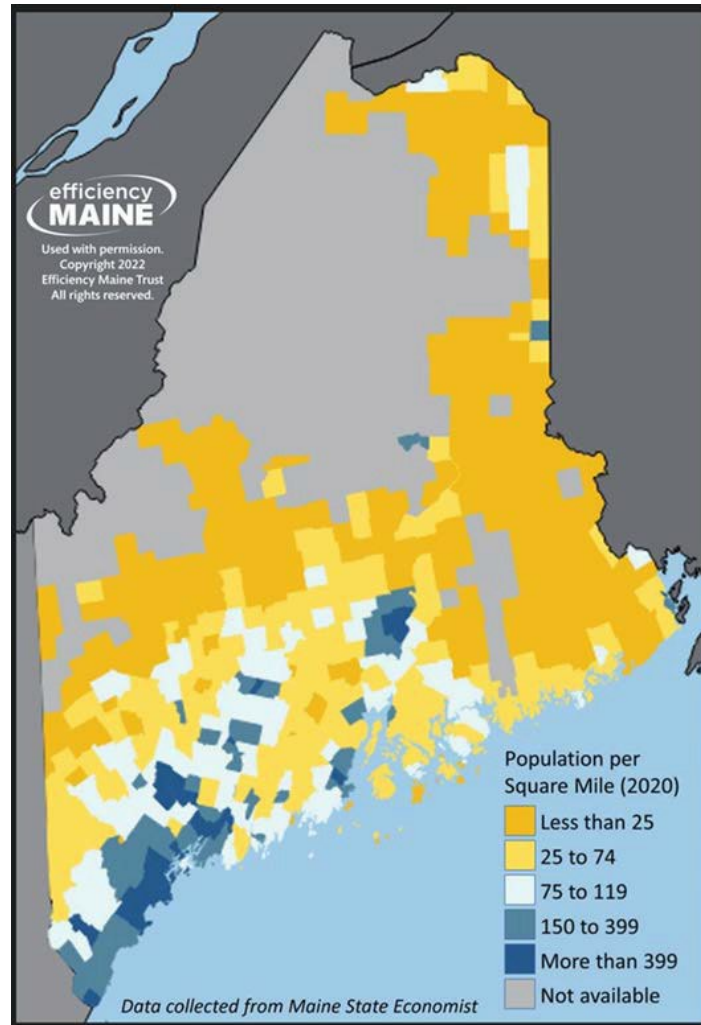 efficiency
MAINE
Used with permission.
Copyright 2022
Efficiency Maine Trust
All rights reserved.
Population per
Square Mile (2020)
Less than 25
25 to 74
75 to 119
150 to 399
More than 399
Not available
Data collected from Maine State Economist